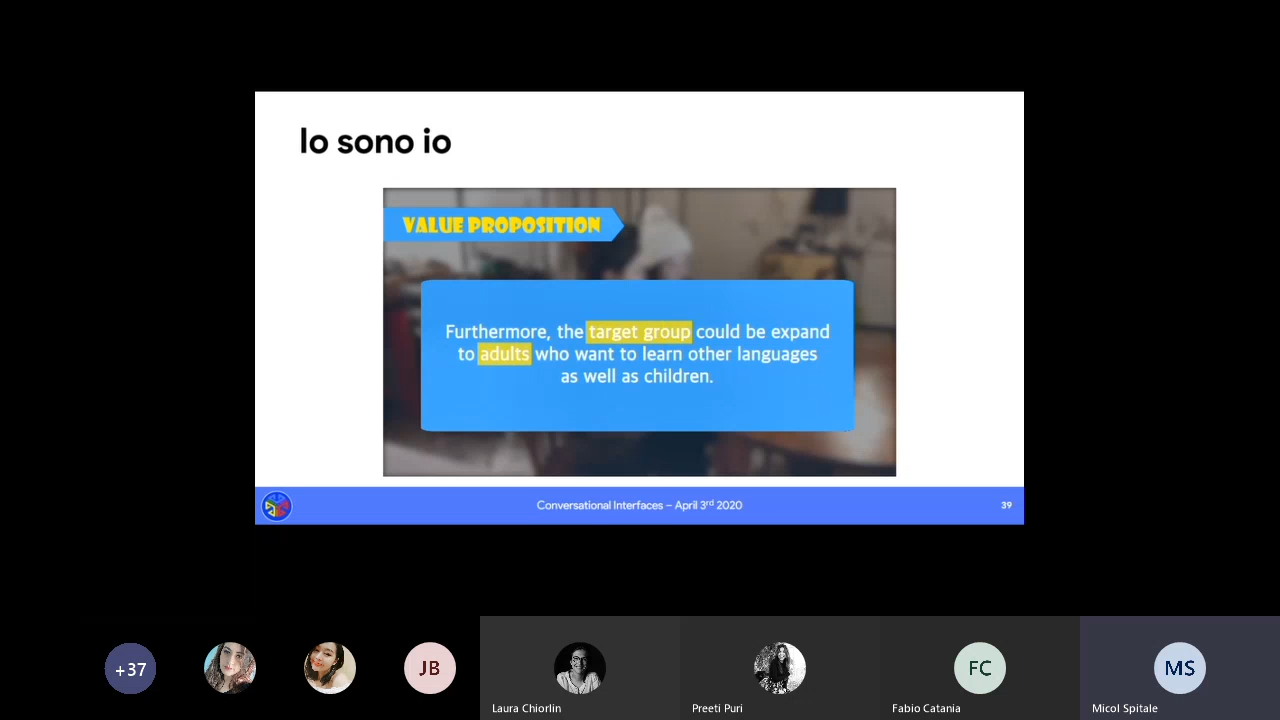 Io sono io
VALUE PROPOSITION
Furthermore, the target group could be expand
to adults who want to learn other languages
as well as children.
Conversational Interfaces – April 3rd 2020
39
+37
JB
FC
MS
Laura Chiorlin
Preeti Puri
Fabio Catania
Micol Spitale